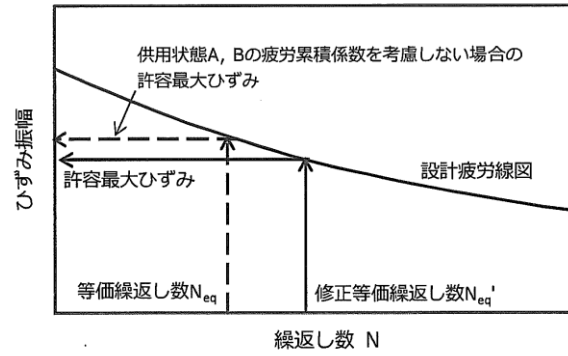 供用状態A, Bの疲労累積係数を考慮しない場合の
許容最大ひずみ
ひずみ振幅
許容最大ひずみ
設計疲労線図
等価繰返し数Neq
修正等価繰返し数Neq'
繰返し数 N